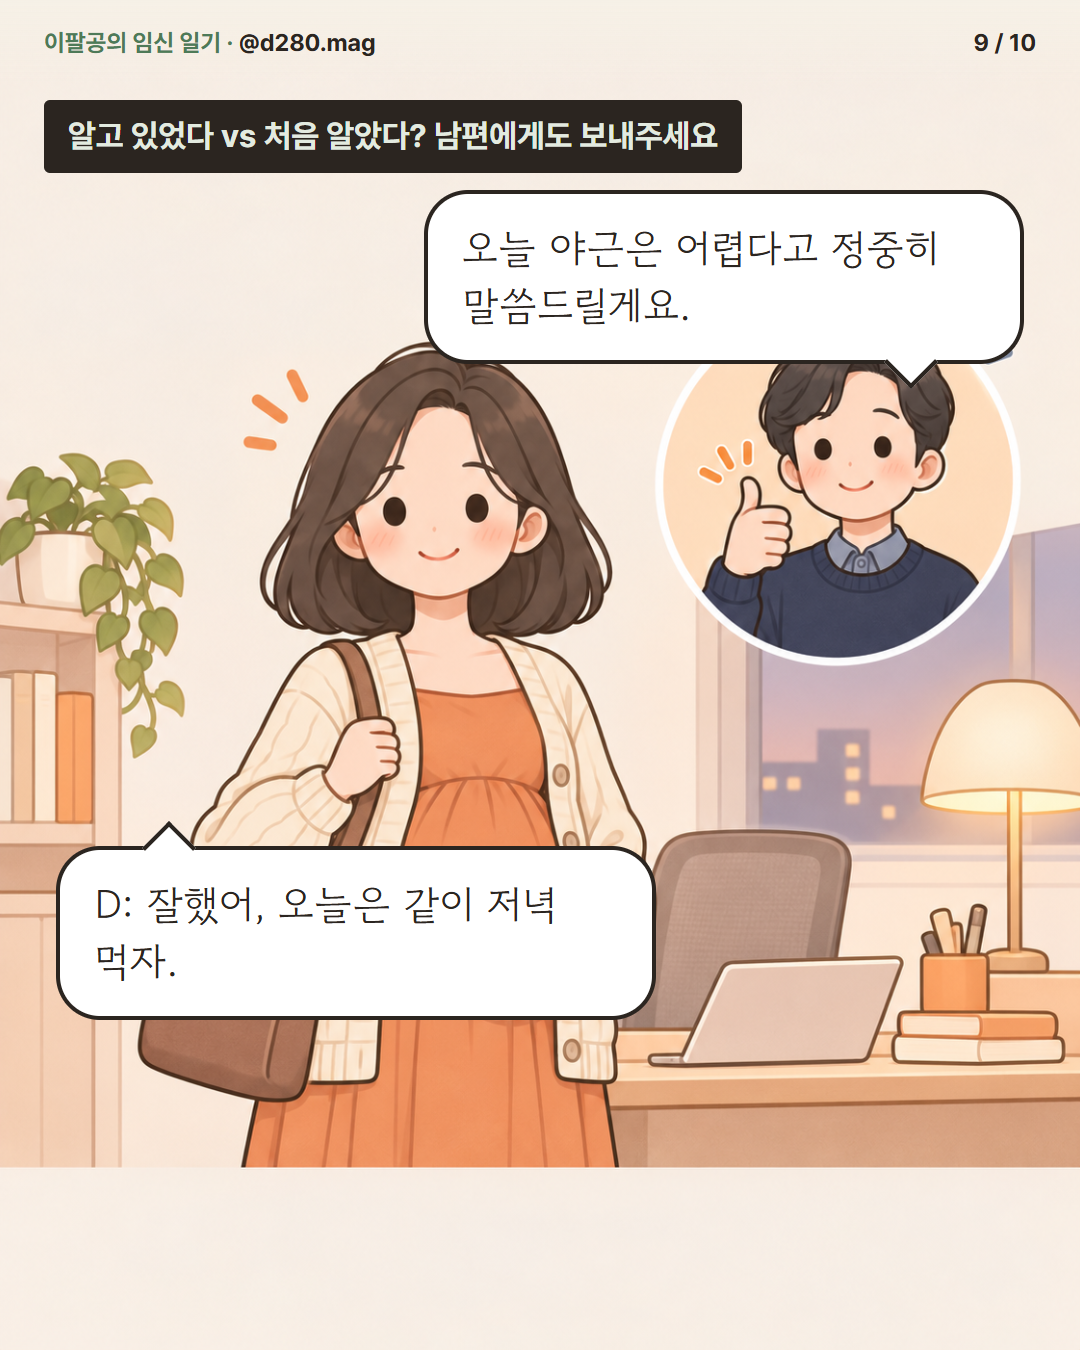 이팔공의 임신 일기 · @d280.mag
9 / 10
알고 있었다 vs 처음 알았다? 남편에게도 보내주세요
오늘 야근은 어렵다고 정중히
말씀드릴게요.
D: 잘했어, 오늘은 같이 저녁
먹자.